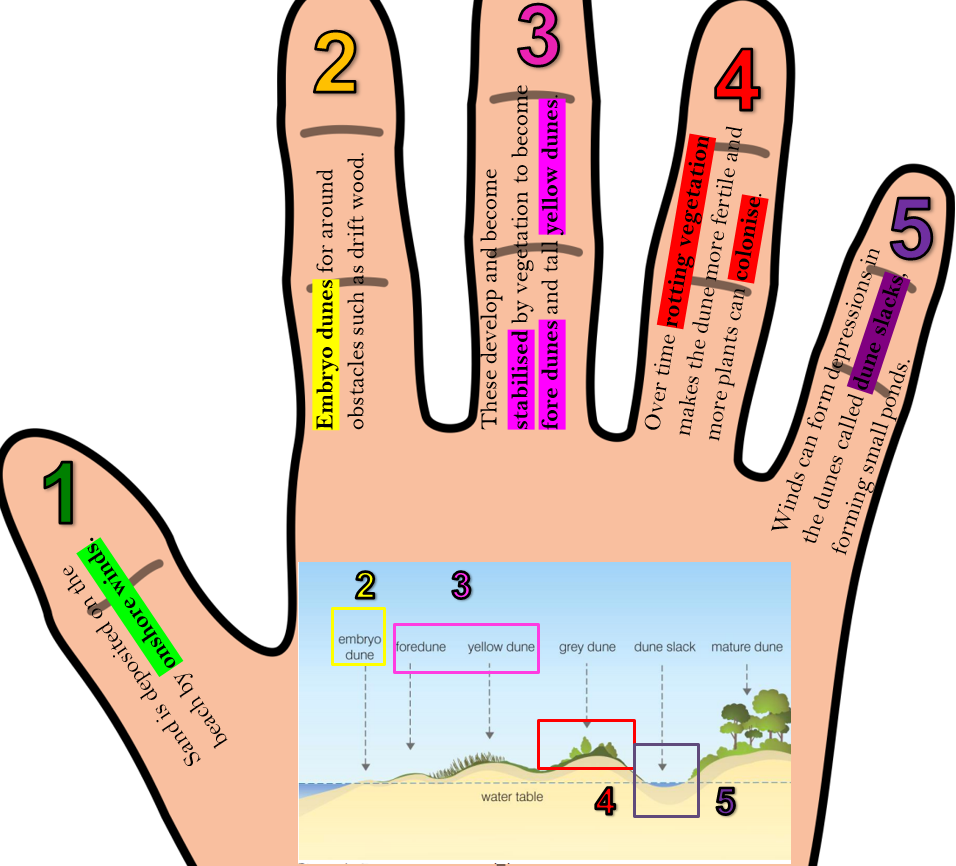 1
Sand is deposited on the
beach by onshore winds.
2
Embryo dunes for around
obstacles such as drift wood.
3
These develop and become
stabilised by vegetation to become
fore dunes and tall yellow dunes.
4
Over time rotting vegetation
makes the dune more fertile and
more plants can colonise.
5
Winds can form depressions in
the dunes called dune slacks,
forming small ponds.
2 3
embryo
dune
foredune yellow dune grey dune dune slack mature dune
water table
4 5